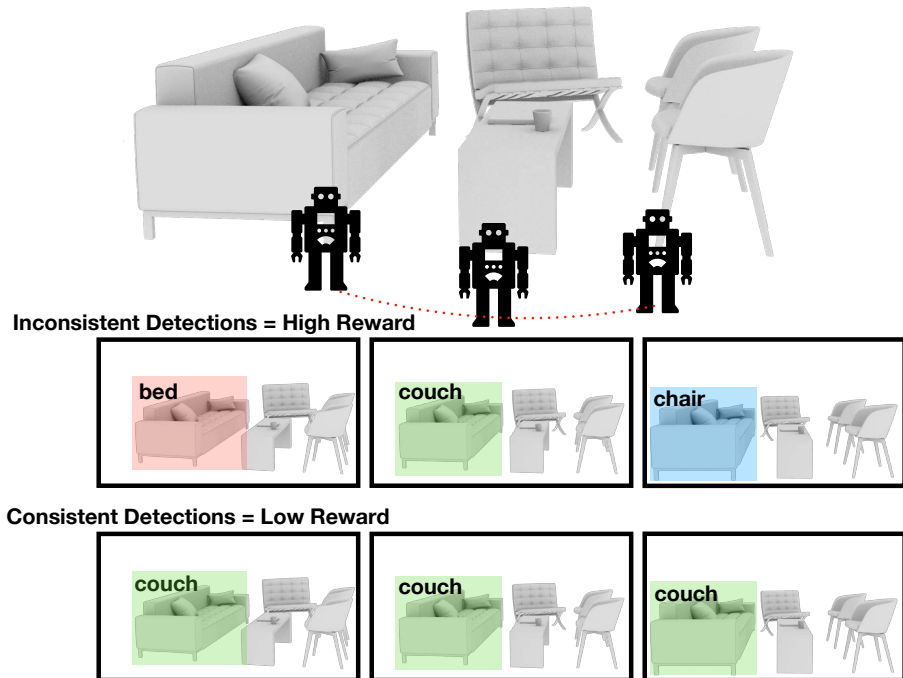 Inconsistent Detections = High Reward
bed
couch
chair
Consistent Detections = Low Reward
couch
couch
couch